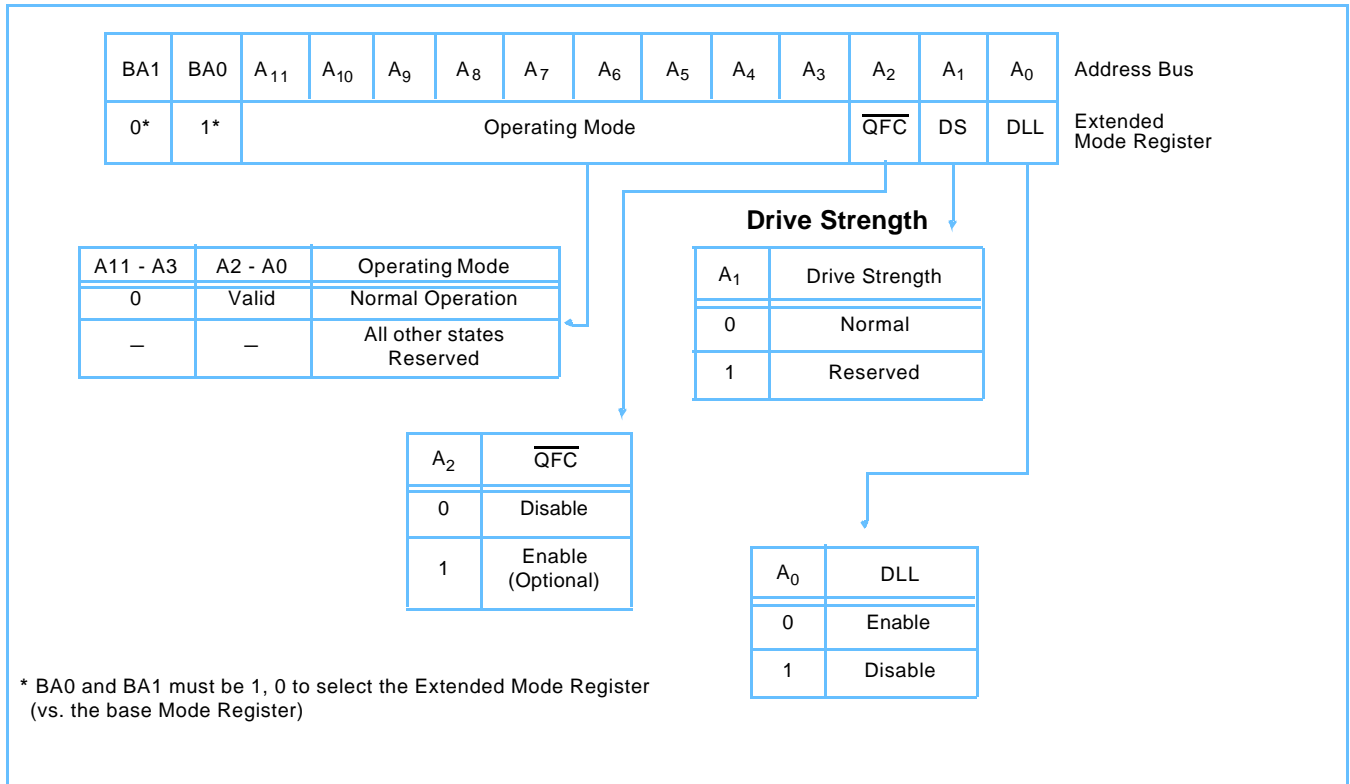 BA1 BA0 A11 A10 A9 A8 A7 A6 A5 A4 A3 A2 A1 A0 Address Bus
0* 1* Operating Mode Q̅F̅C̅ DS DLL Extended
Mode Register
Drive Strength
A11 - A3 A2 - A0 Operating Mode
0 Valid Normal Operation
– – All other states
Reserved
A1 Drive Strength
0 Normal
1 Reserved
A2 Q̅F̅C̅
0 Disable
1 Enable
(Optional)
A0 DLL
0 Enable
1 Disable
* BA0 and BA1 must be 1, 0 to select the Extended Mode Register
(vs. the base Mode Register)